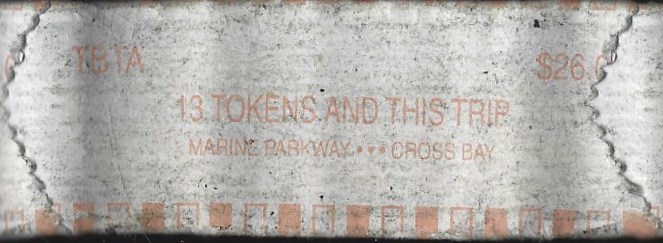 TBTA $26.0
13 TOKENS AND THIS TRIP
MARINE PARKWAY ••• CROSS BAY